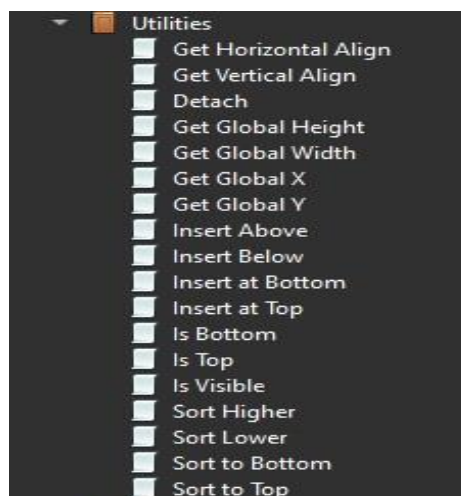 Utilities
Get Horizontal Align
Get Vertical Align
Detach
Get Global Height
Get Global Width
Get Global X
Get Global Y
Insert Above
Insert Below
Insert at Bottom
Insert at Top
Is Bottom
Is Top
Is Visible
Sort Higher
Sort Lower
Sort to Bottom
Sort to Top